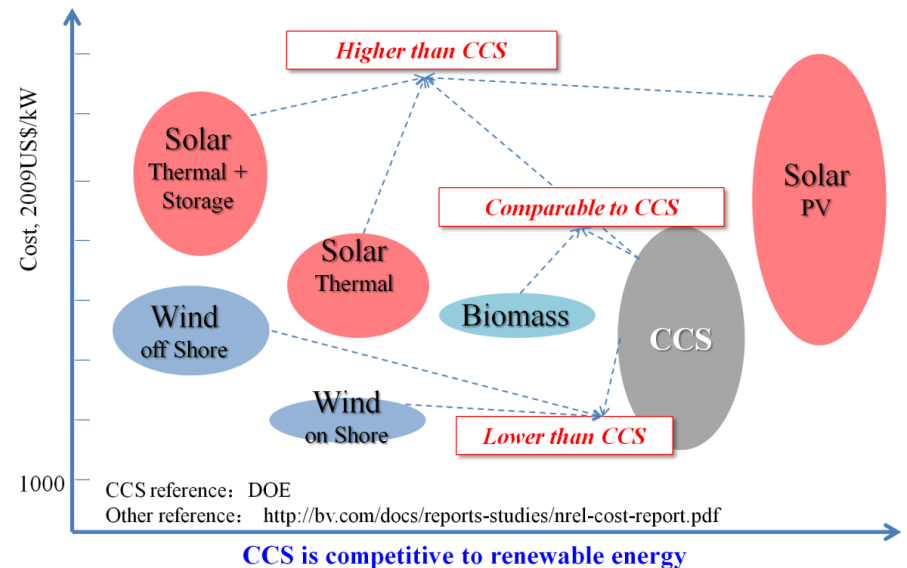 Higher than CCS
Cost, 2009US$/kW
Solar
Thermal +
Storage
Solar
PV
Comparable to CCS
Solar
Thermal
Wind
off Shore
Biomass
CCS
Wind
on Shore
Lower than CCS
1000
CCS reference: DOE
Other reference: http://bv.com/docs/reports-studies/nrel-cost-report.pdf
CCS is competitive to renewable energy